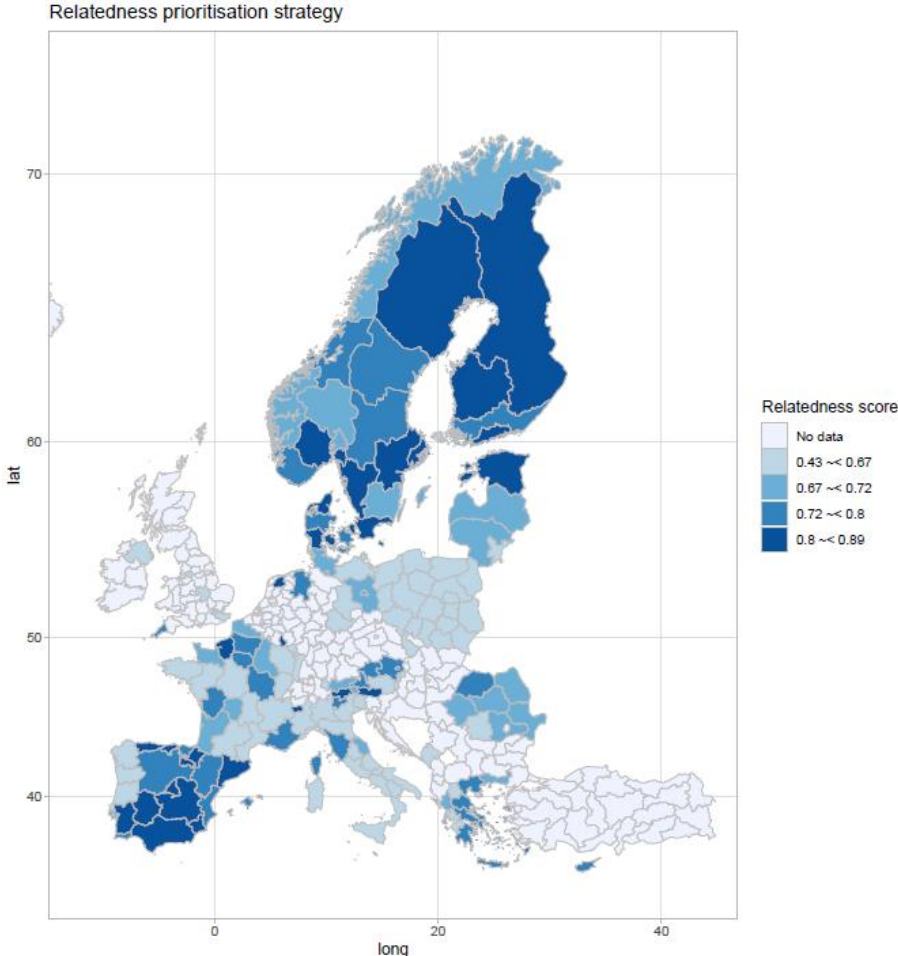 Relatedness prioritisation strategy
70
60
50
40
lat
0
20
40
long
Relatedness score
No data
0.43 ~< 0.67
0.67 ~< 0.72
0.72 ~< 0.8
0.8 ~< 0.89